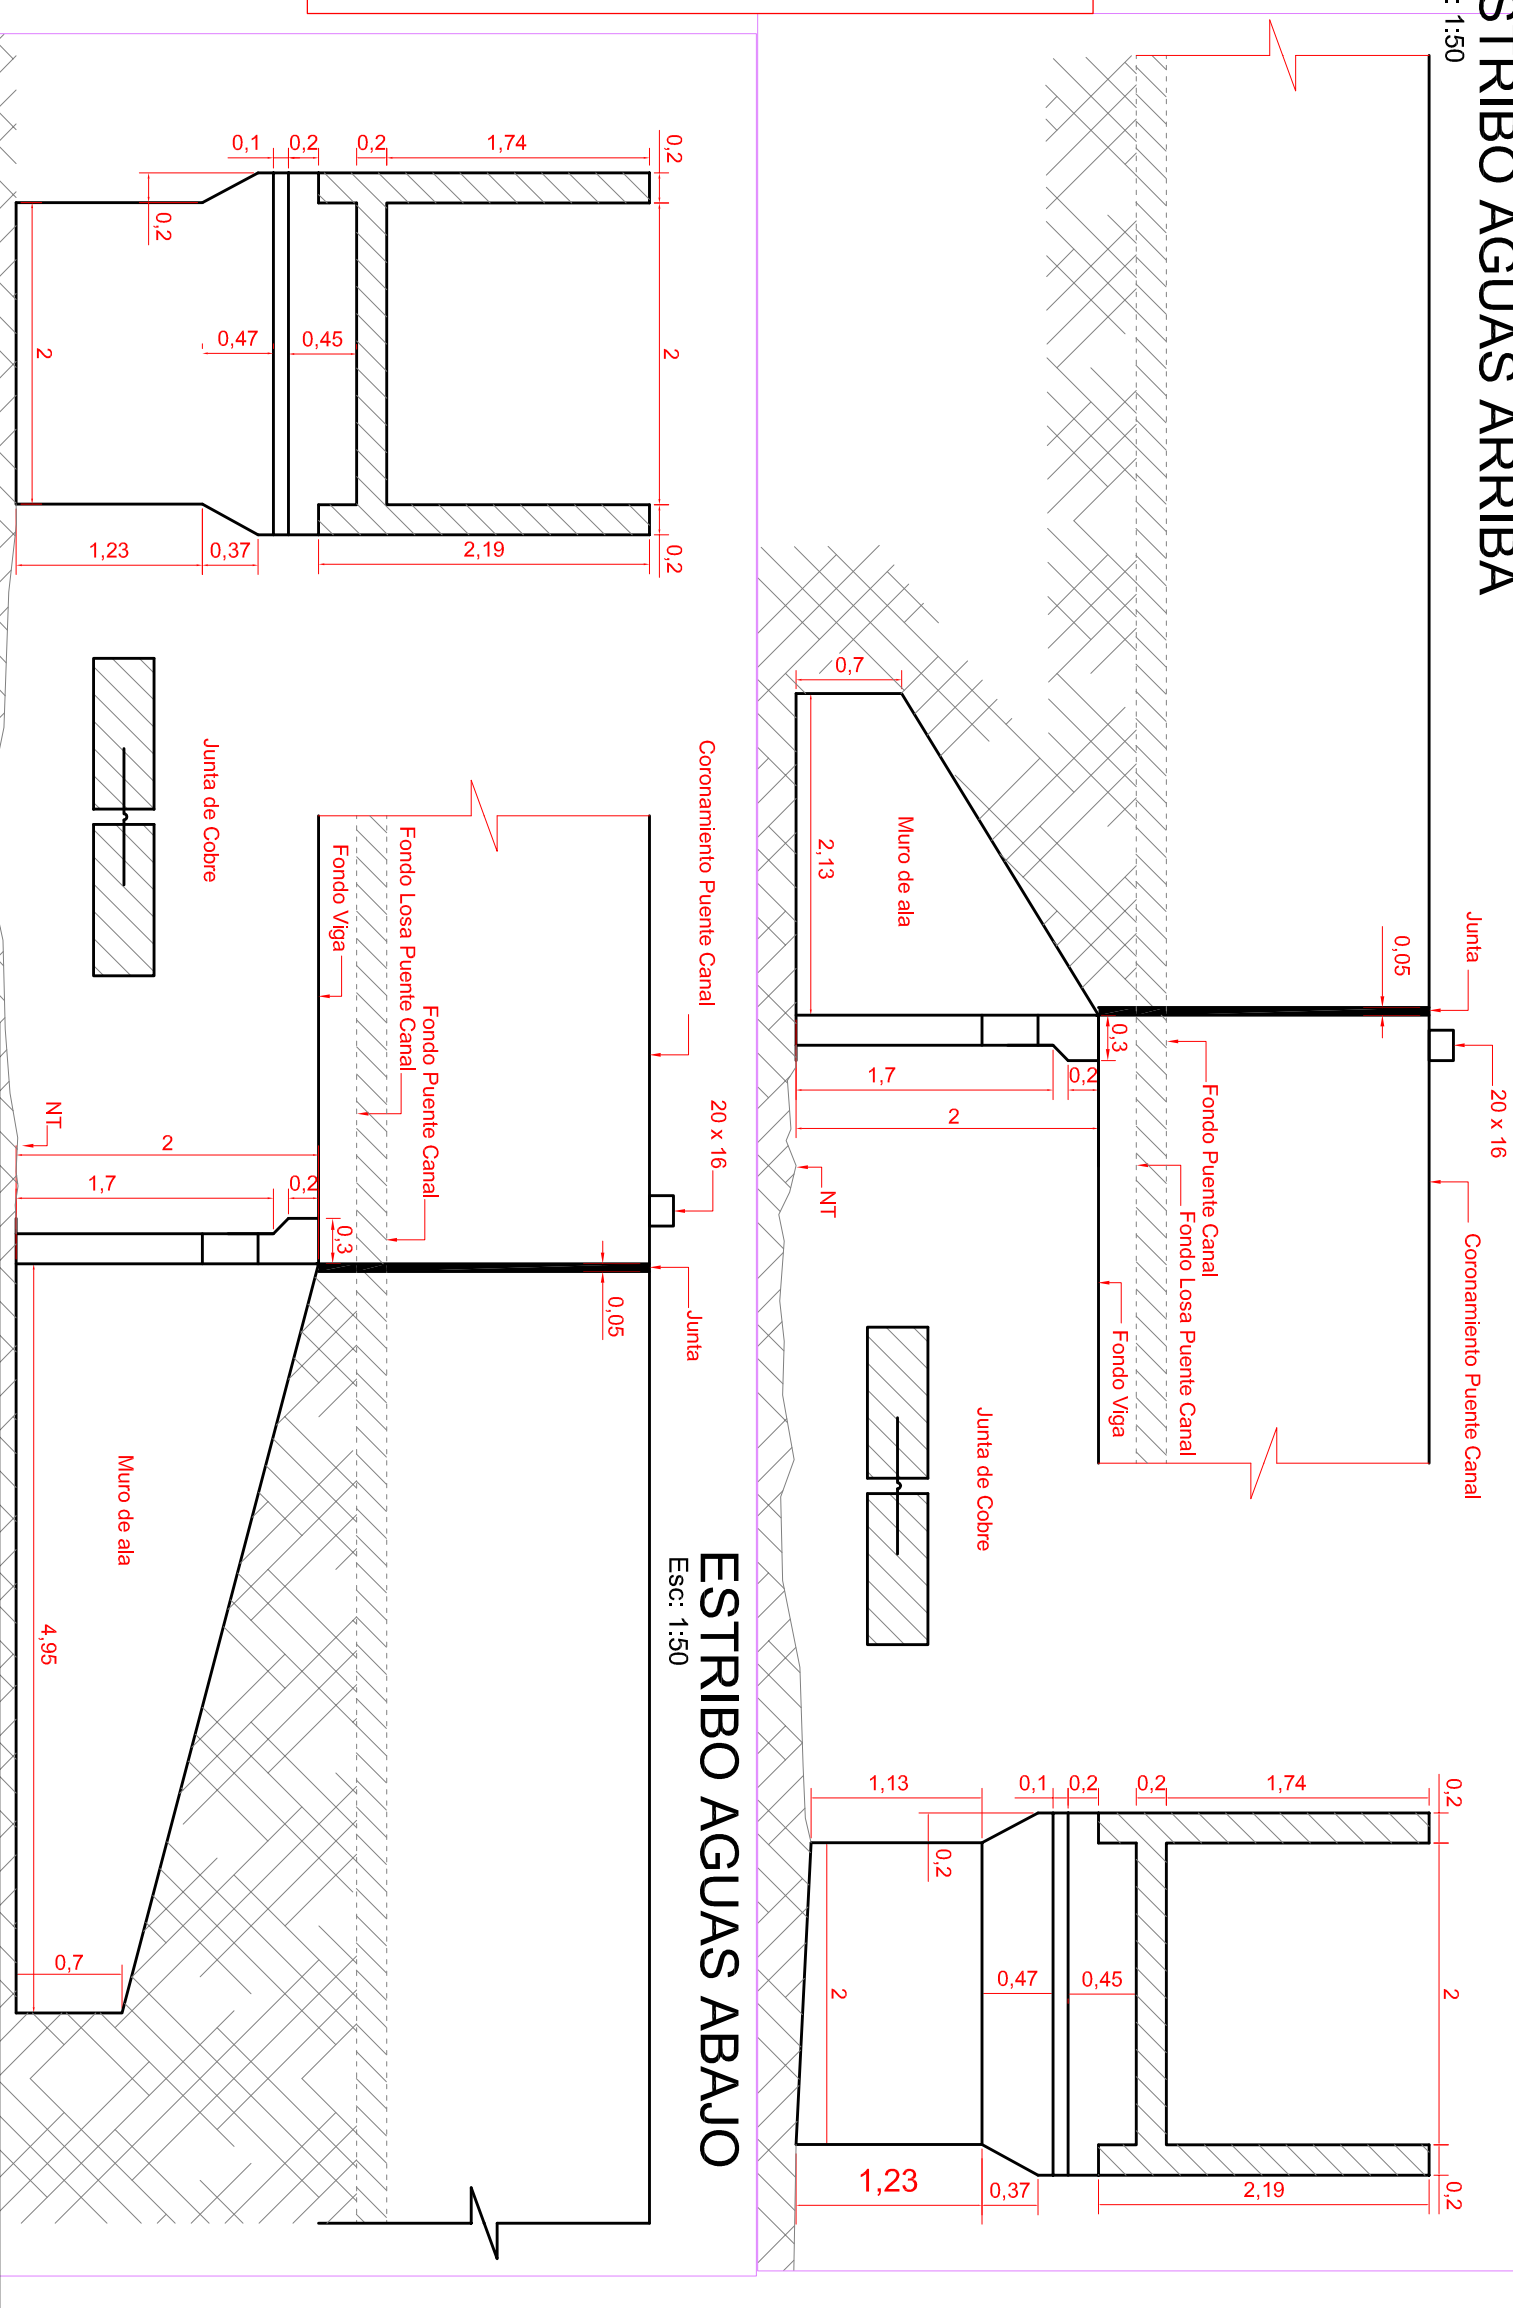 STRIBO AGUAS ARRIBA
: 1:50
Junta
0,05
20 x 16
Coronamiento Puente Canal
Fondo Puente Canal
Fondo Losa Puente Canal
Fondo Viga
0,3
0,2
1,7
2
0,7
2,13
Muro de ala
NT
Junta de Cobre
0,2
2
0,2
1,74
0,2
0,2
0,1
1,13
0,2
0,45
0,47
2
2,19
0,37
1,23
ESTRIBO AGUAS ABAJO
Esc: 1:50
0,2
2
0,2
1,74
0,2
0,2
0,1
0,2
0,45
0,47
2
2,19
0,37
1,23
Junta de Cobre
Coronamiento Puente Canal
20 x 16
Junta
0,05
Fondo Puente Canal
Fondo Losa Puente Canal
Fondo Viga
0,3
0,2
1,7
2
NT
Muro de ala
4,95
0,7